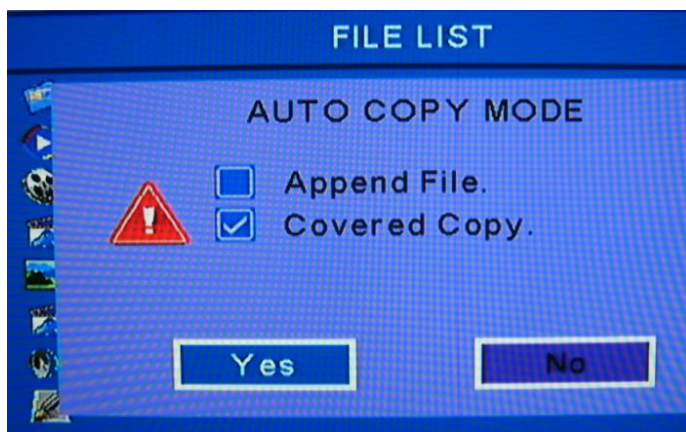 FILE LIST
AUTO COPY MODE
Append File.
Covered Copy.
Yes
No